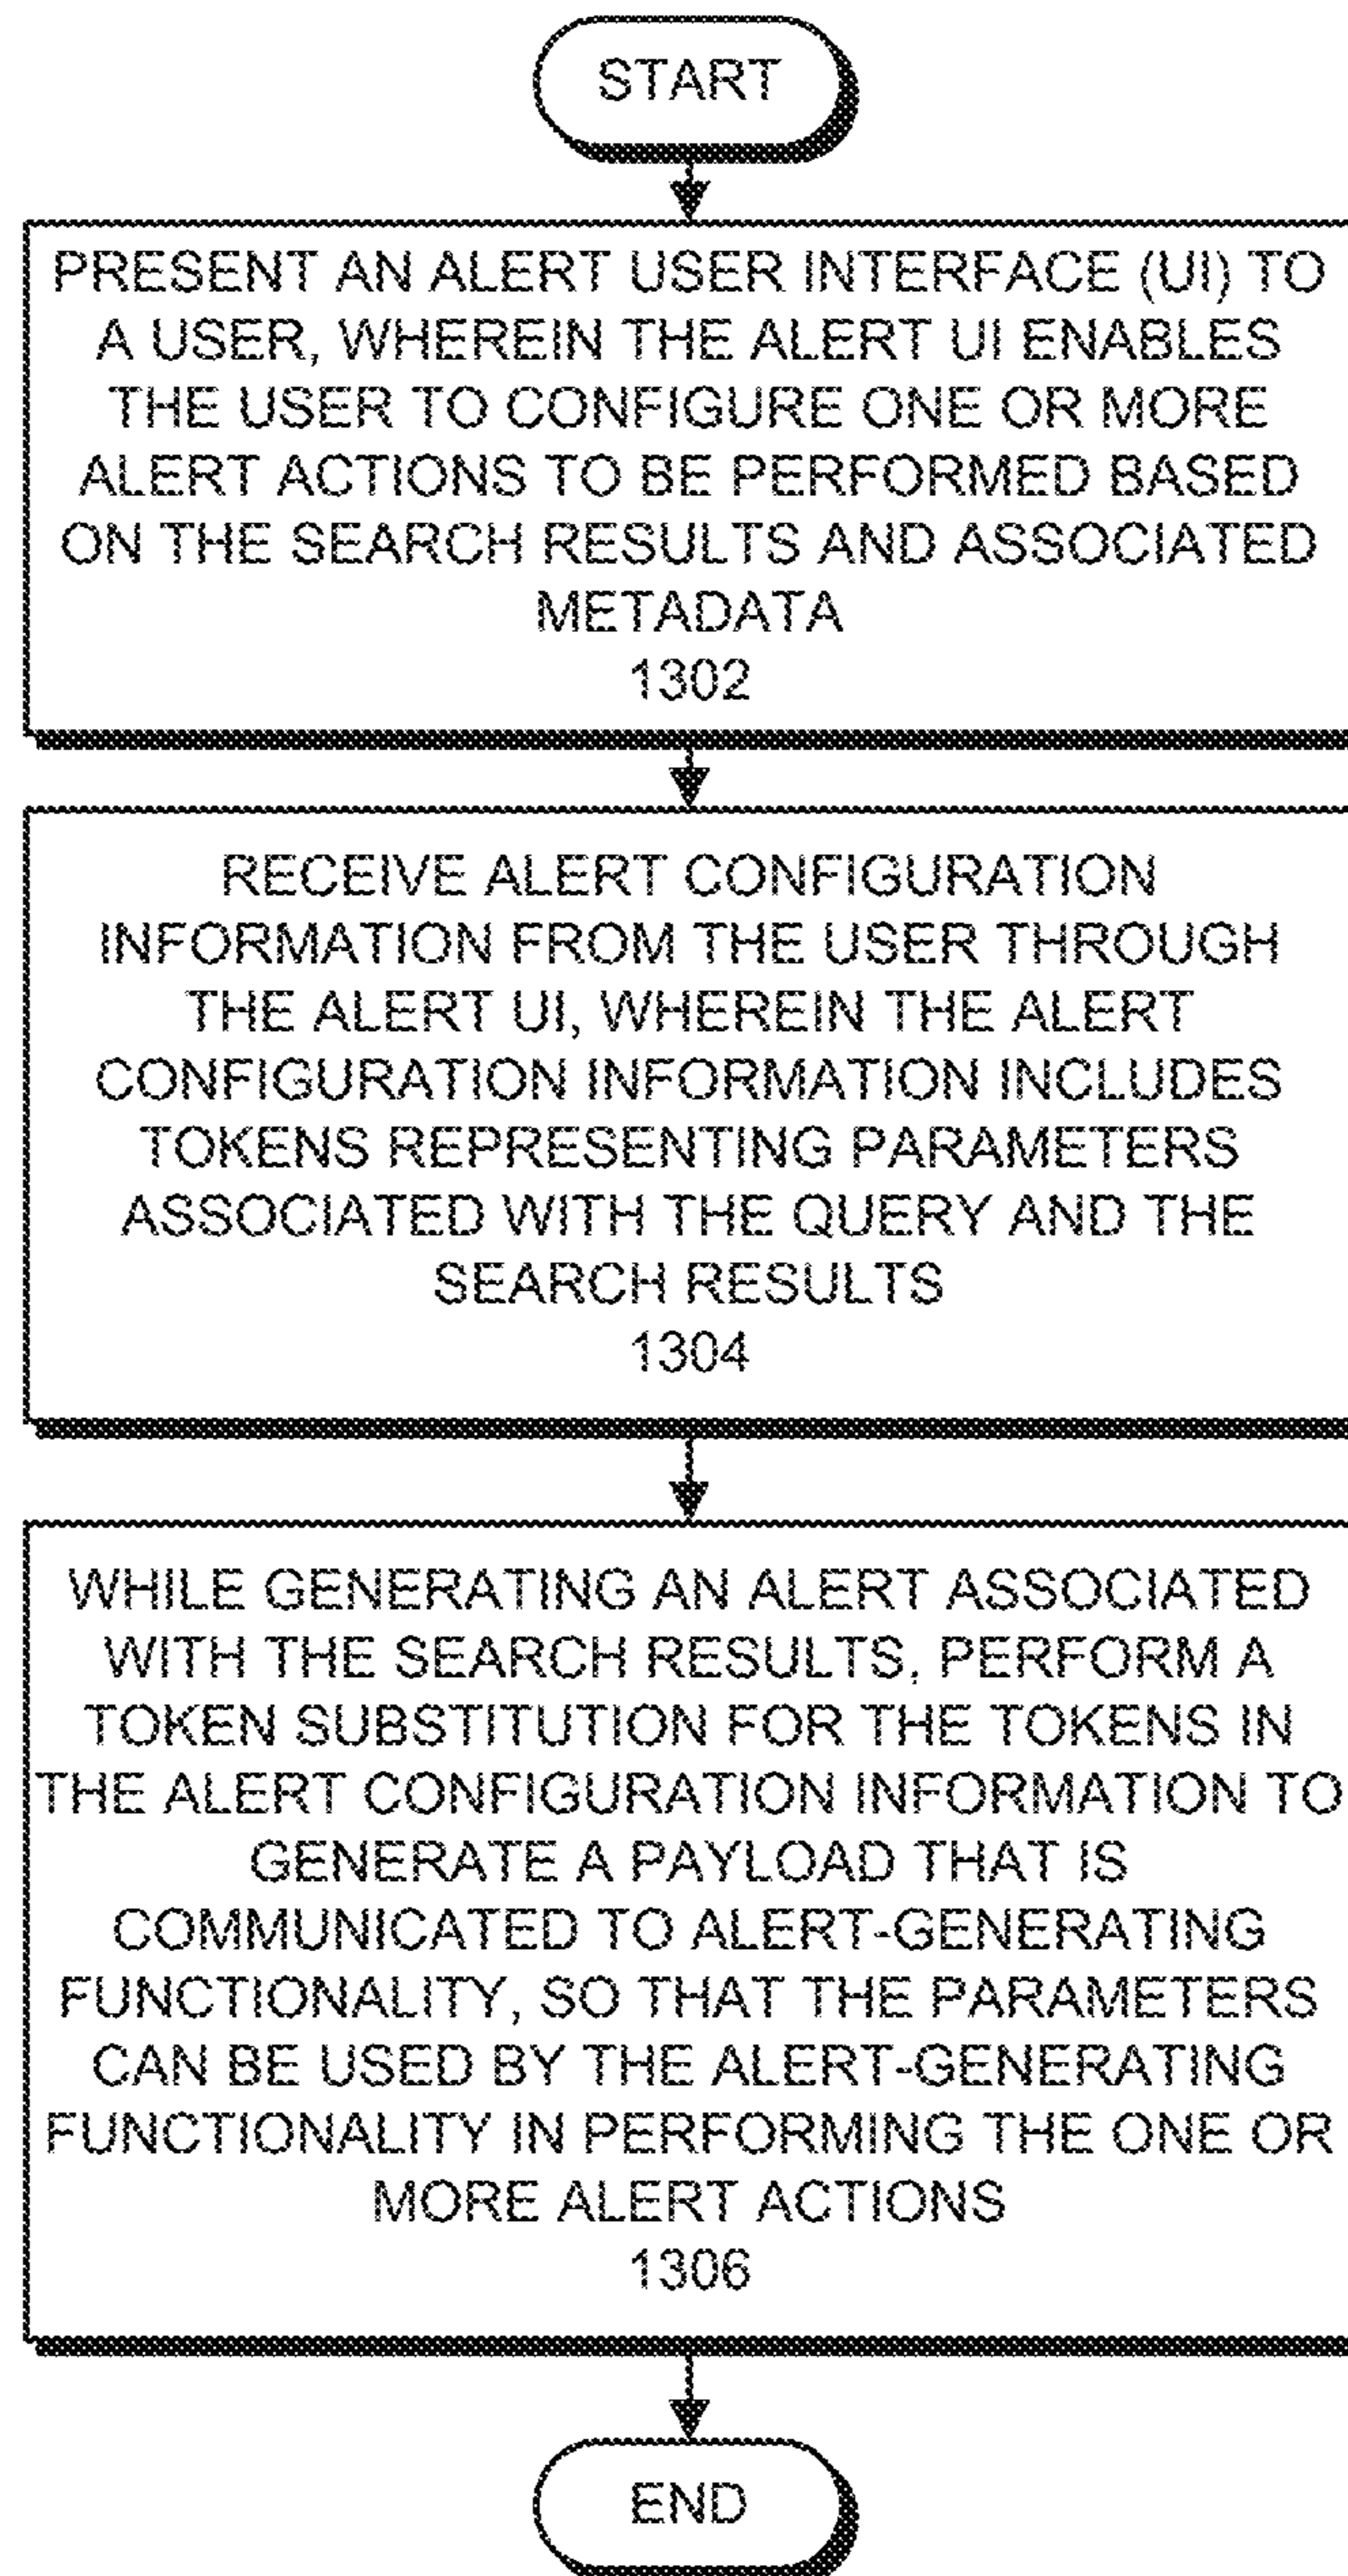 START
PRESENT AN ALERT USER INTERFACE (UI) TO
A USER, WHEREIN THE ALERT UI ENABLES
THE USER TO CONFIGURE ONE OR MORE
ALERT ACTIONS TO BE PERFORMED BASED
ON THE SEARCH RESULTS AND ASSOCIATED
METADATA
1302
RECEIVE ALERT CONFIGURATION
INFORMATION FROM THE USER THROUGH
THE ALERT UI, WHEREIN THE ALERT
CONFIGURATION INFORMATION INCLUDES
TOKENS REPRESENTING PARAMETERS
ASSOCIATED WITH THE QUERY AND THE
SEARCH RESULTS
1304
WHILE GENERATING AN ALERT ASSOCIATED
WITH THE SEARCH RESULTS, PERFORM A
TOKEN SUBSTITUTION FOR THE TOKENS IN
THE ALERT CONFIGURATION INFORMATION TO
GENERATE A PAYLOAD THAT IS
COMMUNICATED TO ALERT-GENERATING
FUNCTIONALITY, SO THAT THE PARAMETERS
CAN BE USED BY THE ALERT-GENERATING
FUNCTIONALITY IN PERFORMING THE ONE OR
MORE ALERT ACTIONS
1306
END